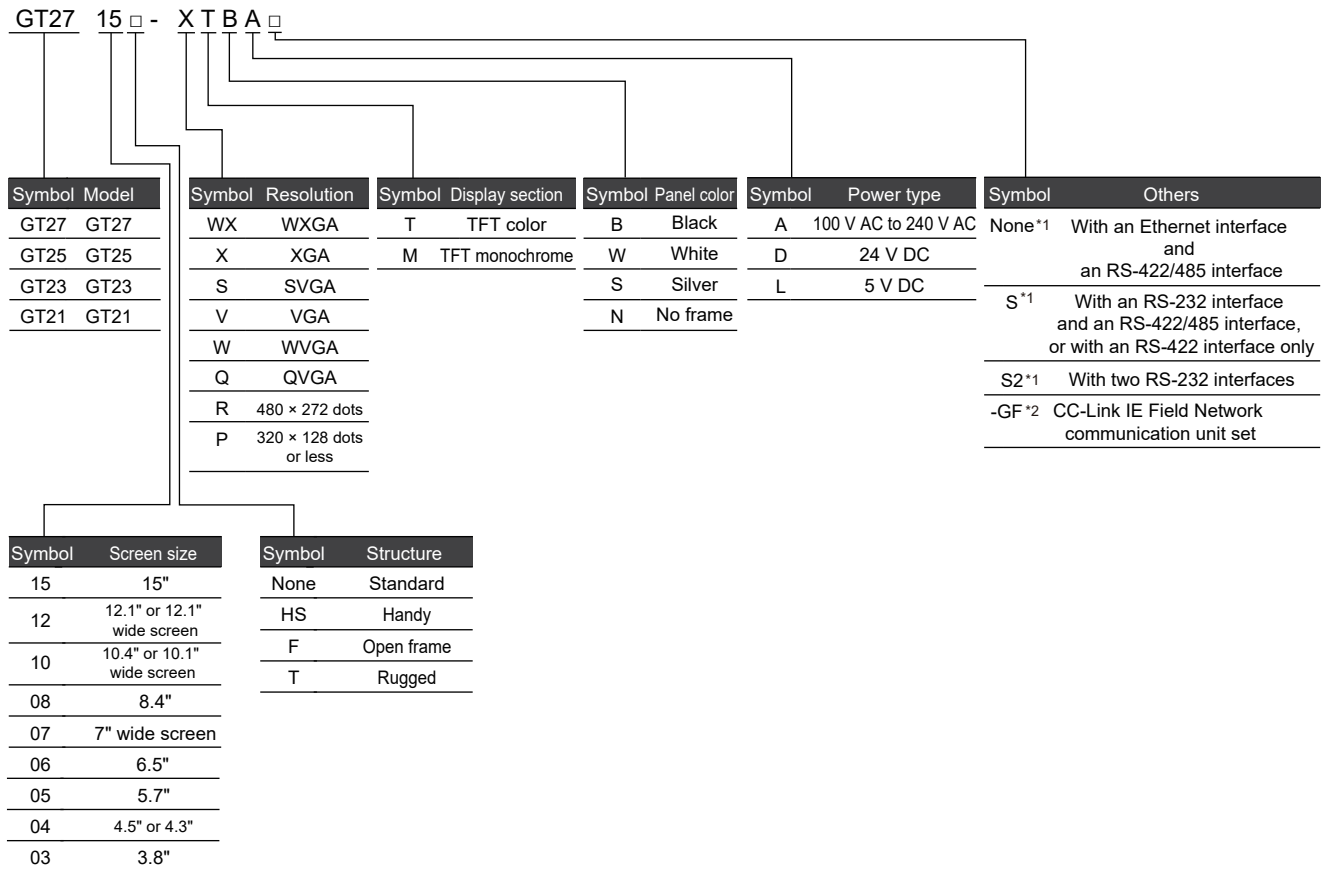 GT27 15 □ - X T B A □
Symbol Model
GT27 GT27
GT25 GT25
GT23 GT23
GT21 GT21
Symbol Resolution
WX WXGA
X XGA
S SVGA
V VGA
W WVGA
Q QVGA
R 480 × 272 dots
P 320 × 128 dots
or less
Symbol Display section
T TFT color
M TFT monochrome
Symbol Panel color
B Black
W White
S Silver
N No frame
Symbol Power type
A 100 V AC to 240 V AC
D 24 V DC
L 5 V DC
Symbol Others
None*1 With an Ethernet interface
and
an RS-422/485 interface
S*1 With an RS-232 interface
and an RS-422/485 interface,
or with an RS-422 interface only
S2*1 With two RS-232 interfaces
-GF*2 CC-Link IE Field Network
communication unit set
Symbol Screen size
15 15"
12 12.1" or 12.1"
wide screen
10 10.4" or 10.1"
wide screen
08 8.4"
07 7" wide screen
06 6.5"
05 5.7"
04 4.5" or 4.3"
03 3.8"
Symbol Structure
None Standard
HS Handy
F Open frame
T Rugged